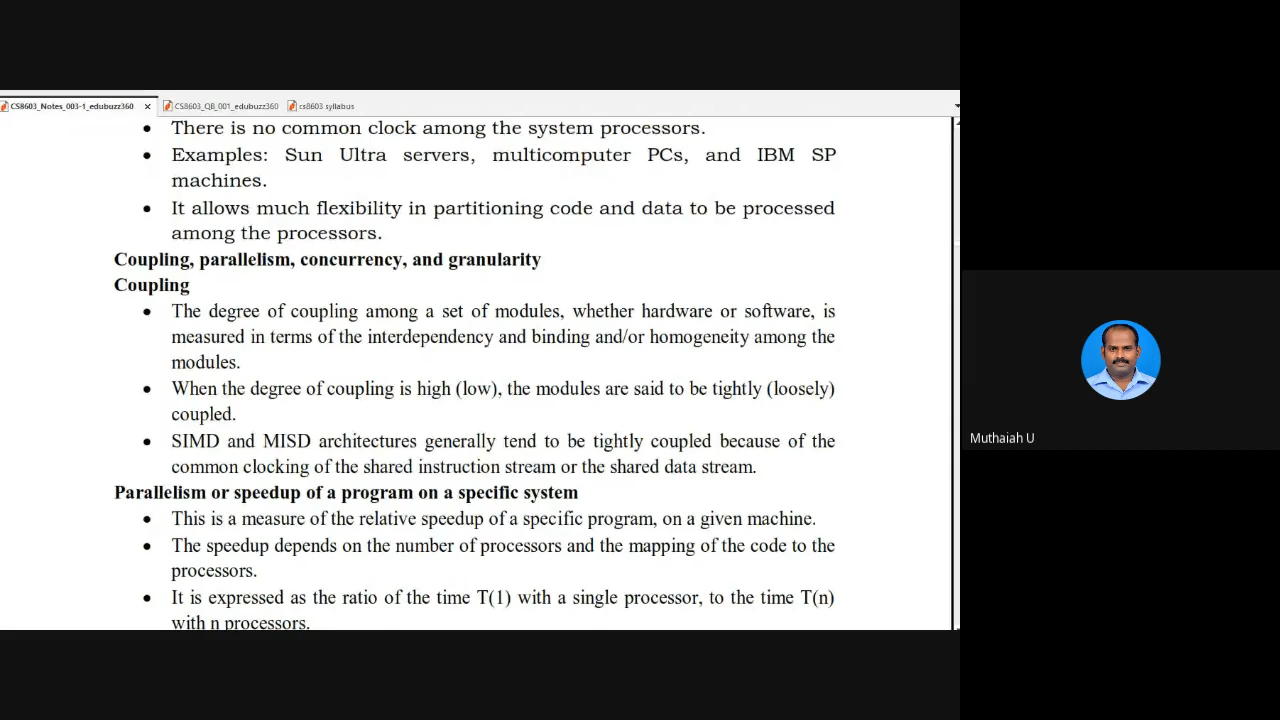 CS8603_Notes_003-1_edubuzz360 × CS8603_QB_001_edubuzz360 cs8603 syllabus
• There is no common clock among the system processors.
• Examples: Sun Ultra servers, multicomputer PCs, and IBM SP
machines.
• It allows much flexibility in partitioning code and data to be processed
among the processors.
Coupling, parallelism, concurrency, and granularity
Coupling
• The degree of coupling among a set of modules, whether hardware or software, is
measured in terms of the interdependency and binding and/or homogeneity among the
modules.
• When the degree of coupling is high (low), the modules are said to be tightly (loosely)
coupled.
• SIMD and MISD architectures generally tend to be tightly coupled because of the
common clocking of the shared instruction stream or the shared data stream.
Parallelism or speedup of a program on a specific system
• This is a measure of the relative speedup of a specific program, on a given machine.
• The speedup depends on the number of processors and the mapping of the code to the
processors.
• It is expressed as the ratio of the time T(1) with a single processor, to the time T(n)
with n processors.
Muthaiah U